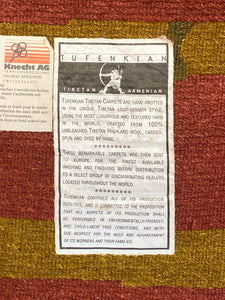 Knecht AG
TEPPICHVEREDLUNG
CH-8762 SPOICHER
SWITZERLAND
TUFENKIAN
TIBETAN ARMENIAN
TUFENKIAN TIBETAN CARPETS ARE HAND KNOTTED
IN THE UNIQUE TIBETAN LOOP-SENNEH STYLE,
USING THE MOST LUXURIOUS AND TEXTURED YARN IN
THE WORLD, CRAFTED FROM 100%
UNBLEACHED TIBETAN HIGHLAND WOOL, CARDED,
SPUN AND DYED BY HAND.
THESE REMARKABLE CARPETS ARE THEN SENT
TO EUROPE, FOR THE FINEST AVAILABLE
WASHING AND FINISHING BEFORE DISTRIBUTION
TO A SELECT GROUP OF DISCRIMINATING DEALERS
LOCATED THROUGHOUT THE WORLD.
TUFENKIAN CONTROLS ALL OF ITS PRODUCTION
FACILITIES, AND IS COMMITTED TO THE PROPOSITION
THAT ALL ASPECTS OF ITS PRODUCTION SHALL
BE PERFORMED IN ENVIRONMENTALLY-FRIENDLY,
AND CHILD-LABOR FREE CONDITIONS, AND WITH
DUE RESPECT FOR THE NEED AND ADVANCEMENT
OF ITS WORKERS AND THEIR FAMILIES.